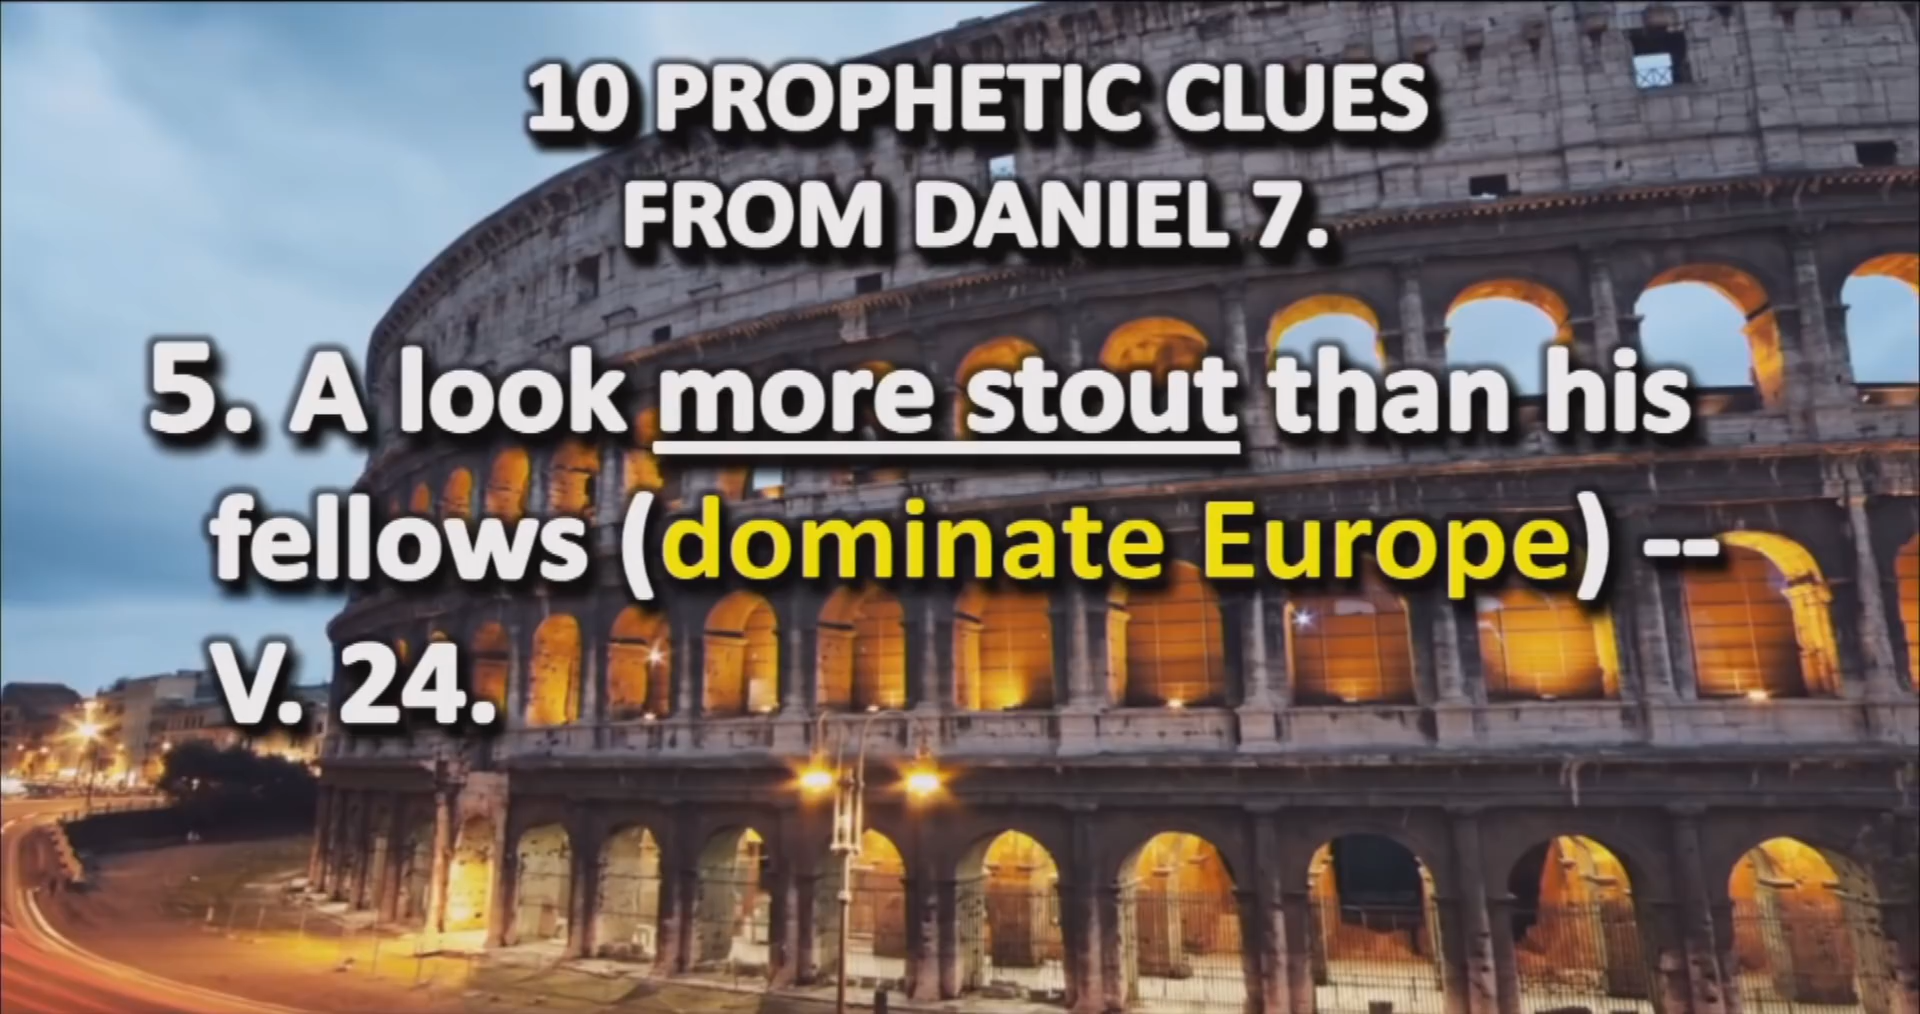 10 PROPHETIC CLUES
FROM DANIEL 7.
5. A look more stout than his
fellows (dominate Europe) --
V. 24.